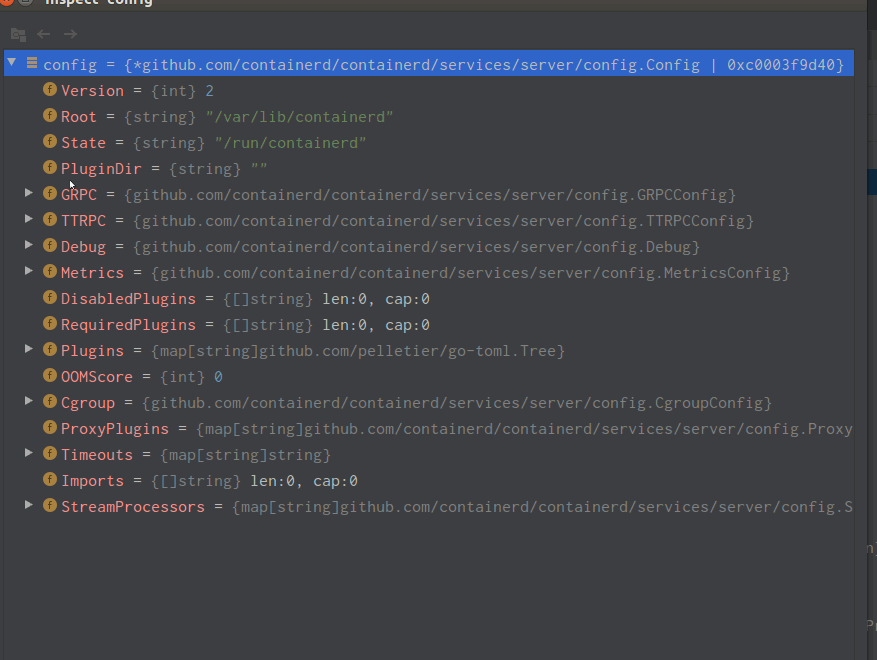 Inspect config
config = {*github.com/containerd/containerd/services/server/config.Config | 0xc0003f9d40}
f Version = {int} 2
f Root = {string} "/var/lib/containerd"
f State = {string} "/run/containerd"
f PluginDir = {string} ""
f GRPC = {github.com/containerd/containerd/services/server/config.GRPCConfig}
f TTRPC = {github.com/containerd/containerd/services/server/config.TTRPCConfig}
f Debug = {github.com/containerd/containerd/services/server/config.Debug}
f Metrics = {github.com/containerd/containerd/services/server/config.MetricsConfig}
f DisabledPlugins = {[]string} len:0, cap:0
f RequiredPlugins = {[]string} len:0, cap:0
f Plugins = {map[string]github.com/pelletier/go-toml.Tree}
f OOMScore = {int} 0
f Cgroup = {github.com/containerd/containerd/services/server/config.CgroupConfig}
f ProxyPlugins = {map[string]github.com/containerd/containerd/services/server/config.Proxy
f Timeouts = {map[string]string}
f Imports = {[]string} len:0, cap:0
f StreamProcessors = {map[string]github.com/containerd/containerd/services/server/config.S